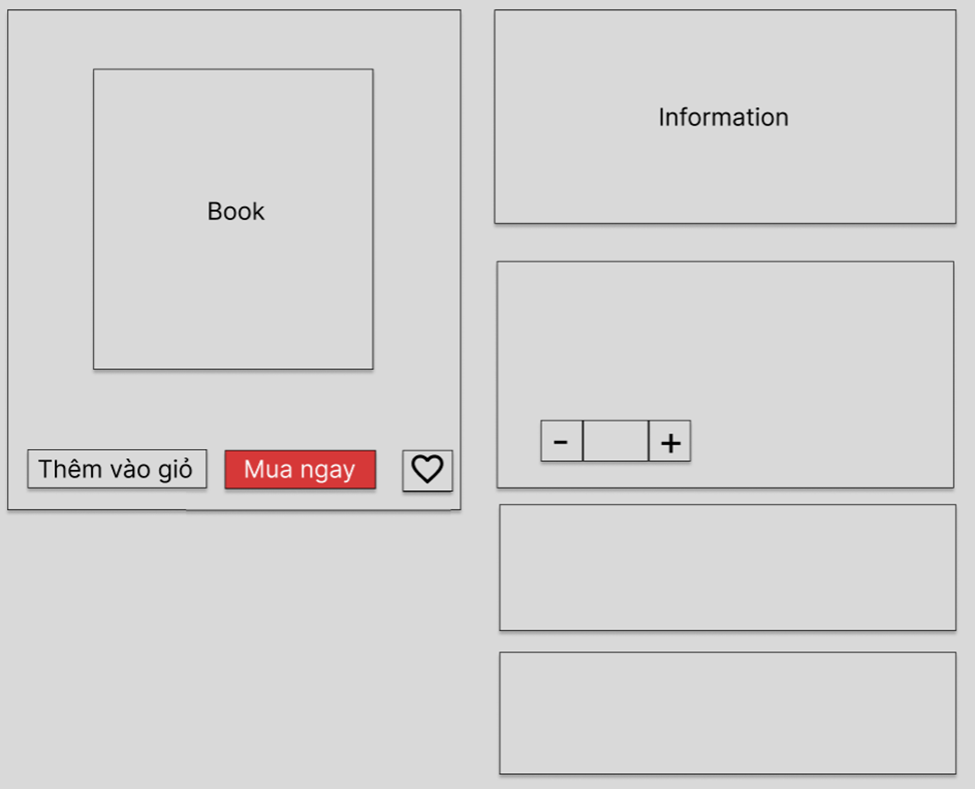 Book
Thêm vào giỏ
Mua ngay
Information
- +